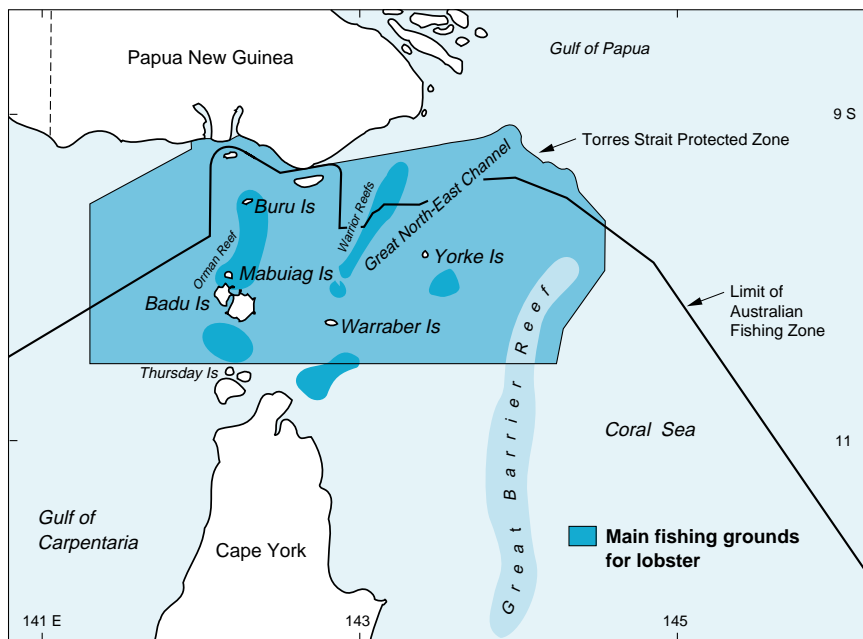 Gulf of Papua
Papua New Guinea
9 S
Torres Strait Protected Zone
Great North-East Channel
Warrior Reefs
Buru Is
Orman Reef
Yorke Is
Mabuiag Is
Badu Is
Limit of
Australian
Fishing Zone
Warraber Is
Thursday Is
Great Barrier Reef
Coral Sea
11
Gulf of
Carpentaria
Cape York
Main fishing grounds
for lobster
141 E
143
145